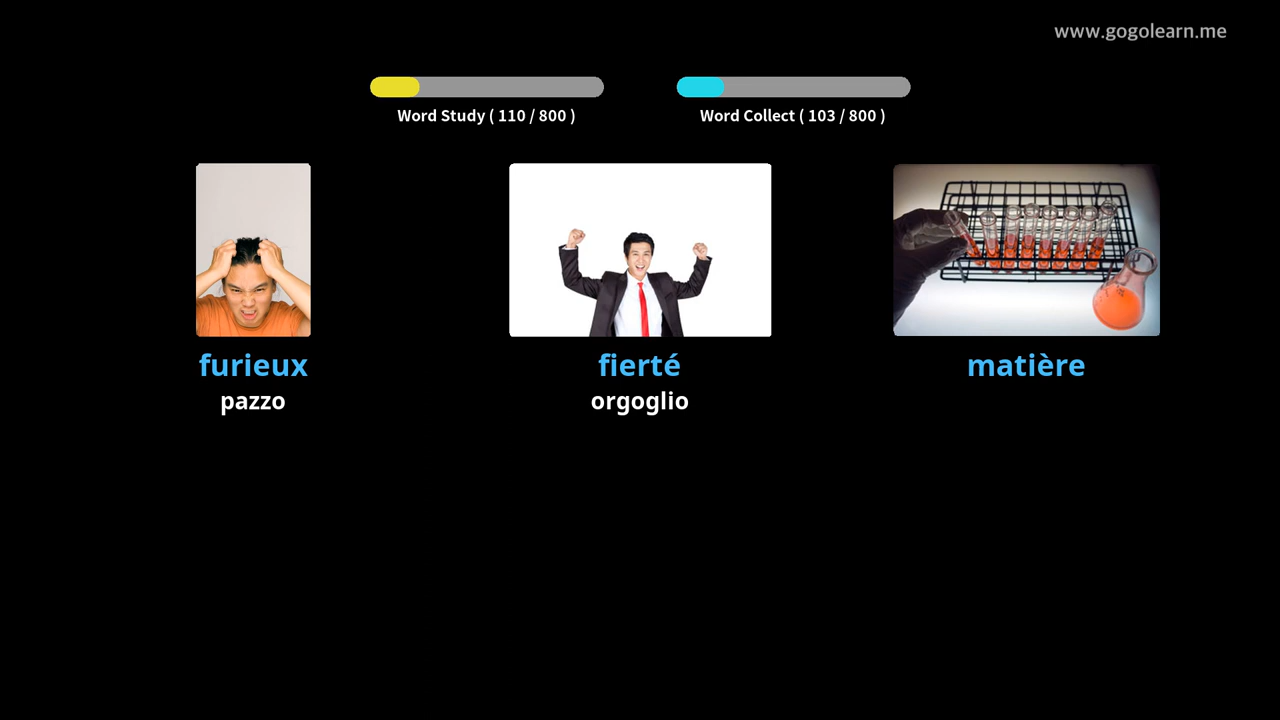 www.gogolearn.me
Word Study ( 110 / 800 )
Word Collect ( 103 / 800 )
furieux
pazzo
fierté
orgoglio
matière